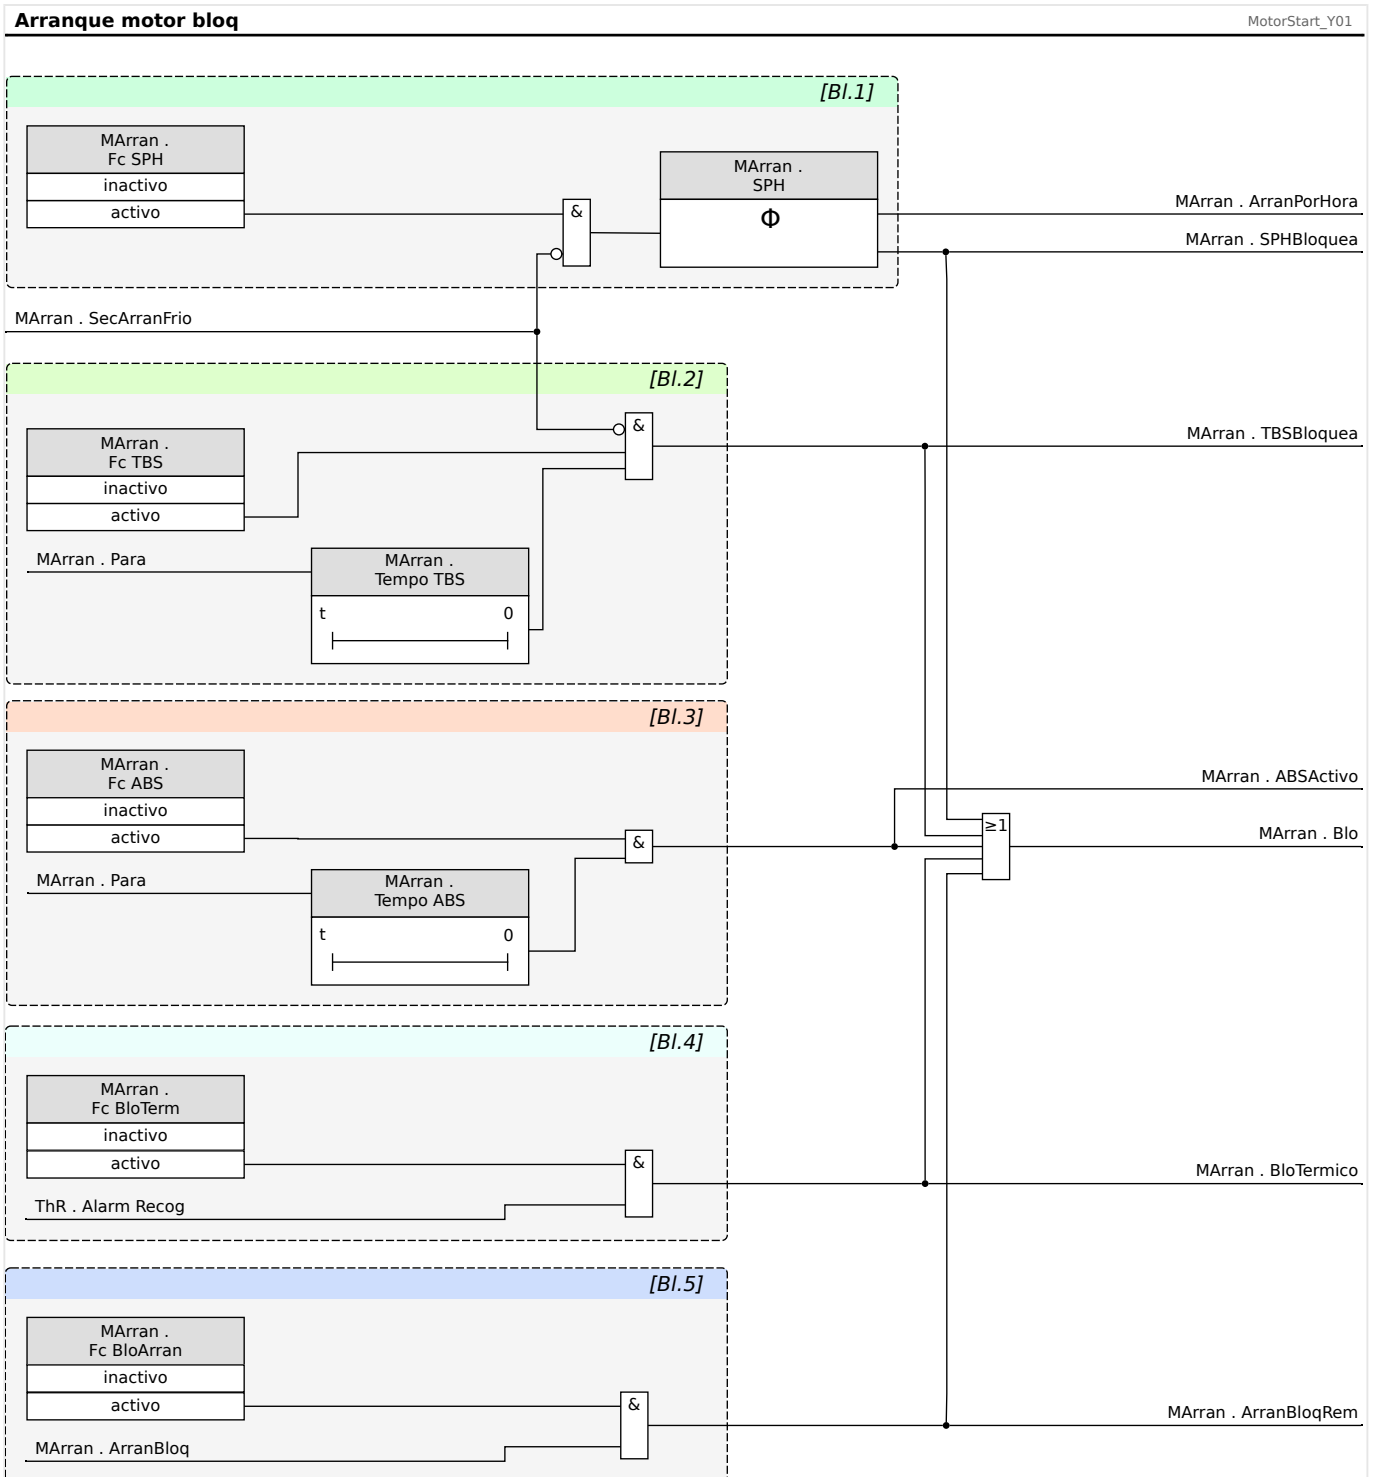 Arranque motor bloq
MotorStart_Y01
[Bl.1]
MArran .
Fc SPH
inactivo
activo
&
MArran .
SPH
Φ
MArran . ArranPorHora
MArran . SPHBloquea
MArran . SecArranFrio
[Bl.2]
MArran .
Fc TBS
inactivo
activo
&
MArran . TBSBloquea
MArran . Para
MArran .
Tempo TBS
t 0
[Bl.3]
MArran .
Fc ABS
inactivo
activo
&
MArran . ABSActivo
≥1
MArran . Blo
MArran . Para
MArran .
Tempo ABS
t 0
[Bl.4]
MArran .
Fc BloTerm
inactivo
activo
&
MArran . BloTermico
ThR . Alarm Recog
[Bl.5]
MArran .
Fc BloArran
inactivo
activo
&
MArran . ArranBloqRem
MArran . ArranBloq